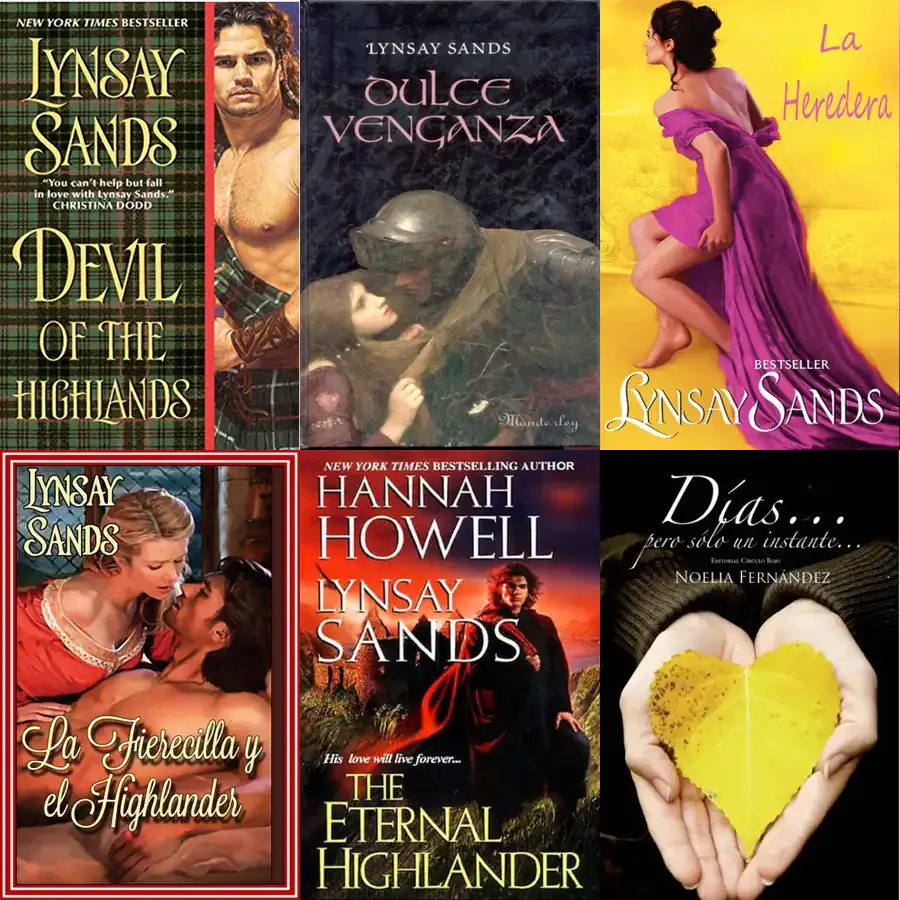 NEW YORK TIMES BESTSELLER
LYNSAY
SANDS
"You can't help but fall
in love with Lynsay Sands."
CHRISTINA DODD
DEVIL
OF THE
HIGHLANDS
LYNSAY SANDS
DULCE
VENGANZA
Manderley
La
Heredera
BESTSELLER
LYNSAY SANDS
LYNSAY
SANDS
La Fierecilla y
el Highlander
NEW YORK TIMES BESTSELLING AUTHOR
HANNAH
HOWELL
LYNSAY
SANDS
His love will live forever...
THE
ETERNAL
HIGHLANDER
Días...
pero sólo un instante...
EDITORIAL CÍRCULO ROJO
NOELIA FERNÁNDEZ